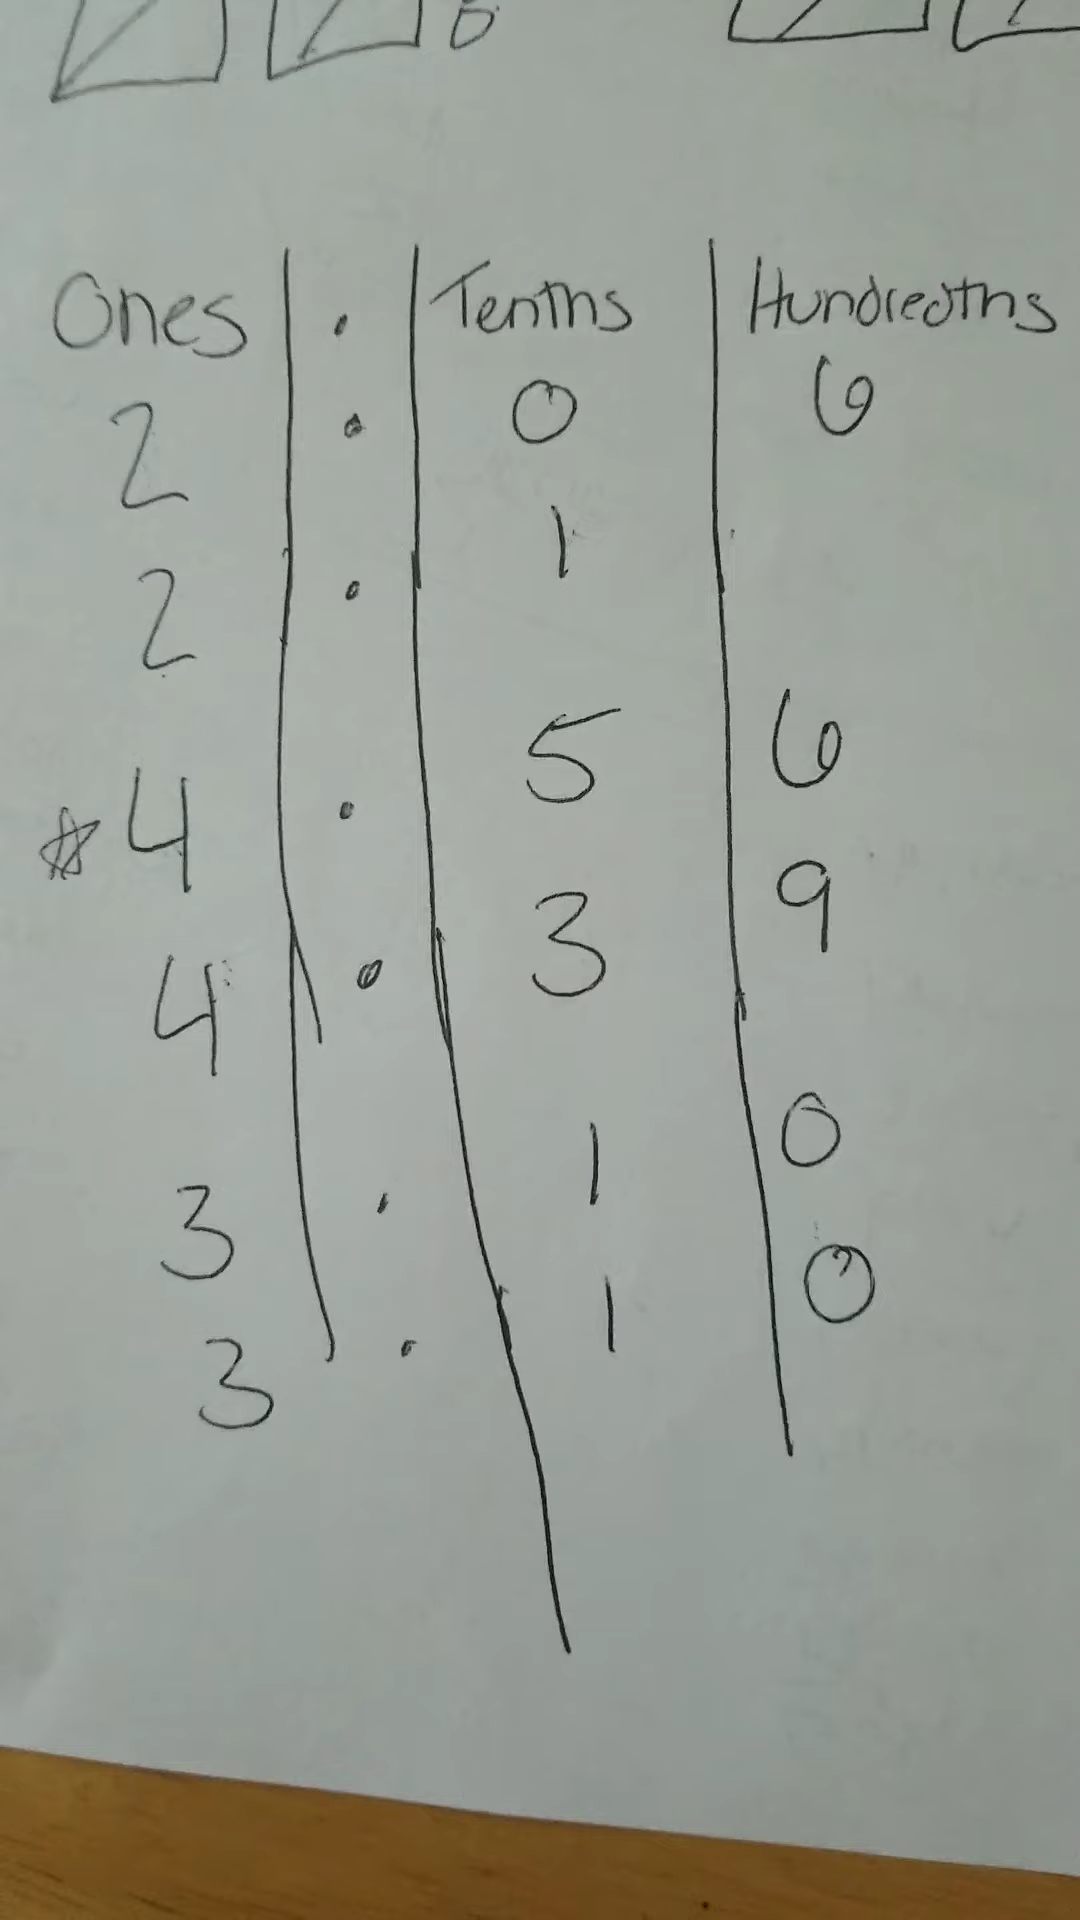 Ones . Tenths Hundredths
2 . 0 6
2 . 1
4 . 5 6
4 . 3 9
3 . 1 0
3 . 1 0